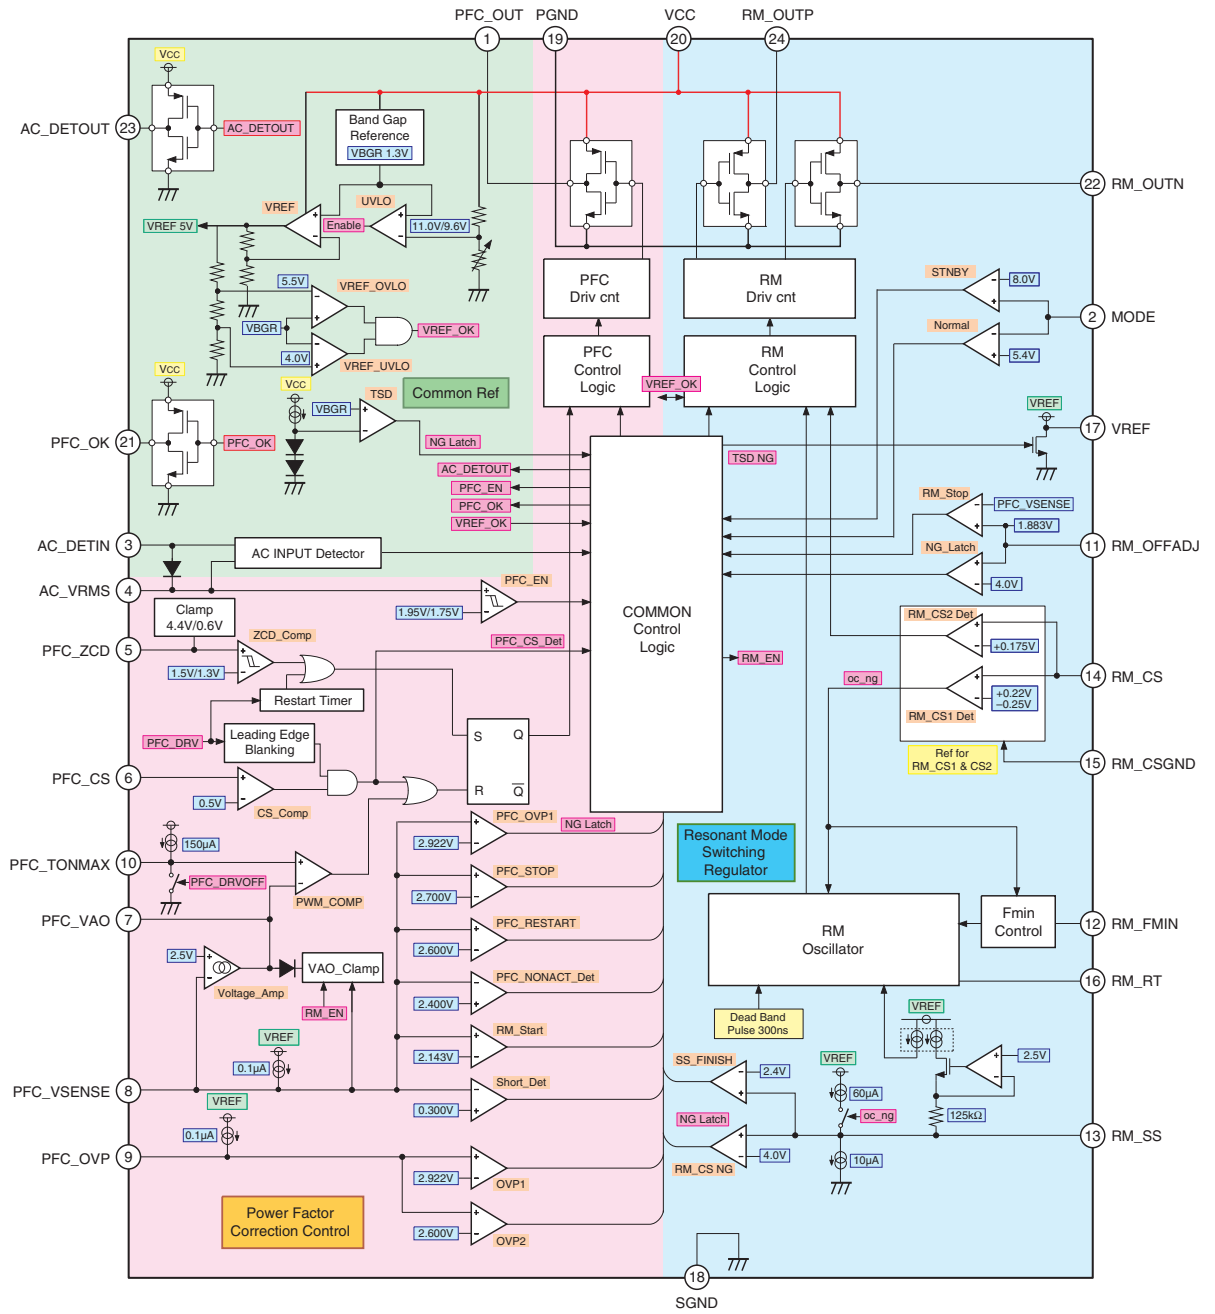 PFC_OUT
PGND
VCC
RM_OUTP
1
19
20
24
Vcc
AC_DETOUT
23
AC_DETOUT
Band Gap
Reference
VBGR 1.3V
22
RM_OUTN
VREF
UVLO
VREF 5V
Enable
11.0V/9.6V
5.5V
VREF_OVLO
VBGR
VREF_OK
4.0V
VREF_UVLO
PFC
Driv cnt
RM
Driv cnt
STNBY
8.0V
2
MODE
Normal
5.4V
PFC
Control
Logic
RM
Control
Logic
VREF_OK
Vcc
Vcc
TSD
VBGR
Common Ref
PFC_OK
21
PFC_OK
NG Latch
AC_DETOUT
PFC_EN
PFC_OK
VREF_OK
TSD NG
VREF
17
VREF
RM_Stop
PFC_VSENSE
1.883V
11
RM_OFFADJ
NG_Latch
4.0V
AC_DETIN
3
AC INPUT Detector
AC_VRMS
4
PFC_EN
1.95V/1.75V
Clamp
4.4V/0.6V
COMMON
Control
Logic
RM_CS2 Det
+0.175V
PFC_ZCD
5
ZCD_Comp
1.5V/1.3V
PFC_CS_Det
RM_EN
oc_ng
14
RM_CS
+0.22V
−0.25V
RM_CS1 Det
Restart Timer
PFC_DRV
Leading Edge
Blanking
S
Q
R
Q
Ref for
RM_CS1 & CS2
15
RM_CSGND
PFC_CS
6
0.5V
CS_Comp
PFC_OVP1
NG Latch
2.922V
Resonant Mode
Switching
Regulator
150µA
PFC_TONMAX
10
PFC_DRVOFF
PWM_COMP
PFC_STOP
2.700V
PFC_VAO
7
PFC_RESTART
2.600V
RM
Oscillator
Fmin
Control
12
RM_FMIN
2.5V
Voltage_Amp
VAO_Clamp
RM_EN
PFC_NONACT_Det
2.400V
16
RM_RT
Dead Band
Pulse 300ns
VREF
VREF
0.1µA
RM_Start
2.143V
SS_FINISH
2.4V
VREF
2.5V
PFC_VSENSE
8
Short_Det
0.300V
60µA
oc_ng
125kΩ
VREF
0.1µA
NG Latch
4.0V
RM_CS NG
10µA
13
RM_SS
PFC_OVP
9
2.922V
OVP1
Power Factor
Correction Control
2.600V
OVP2
18
SGND